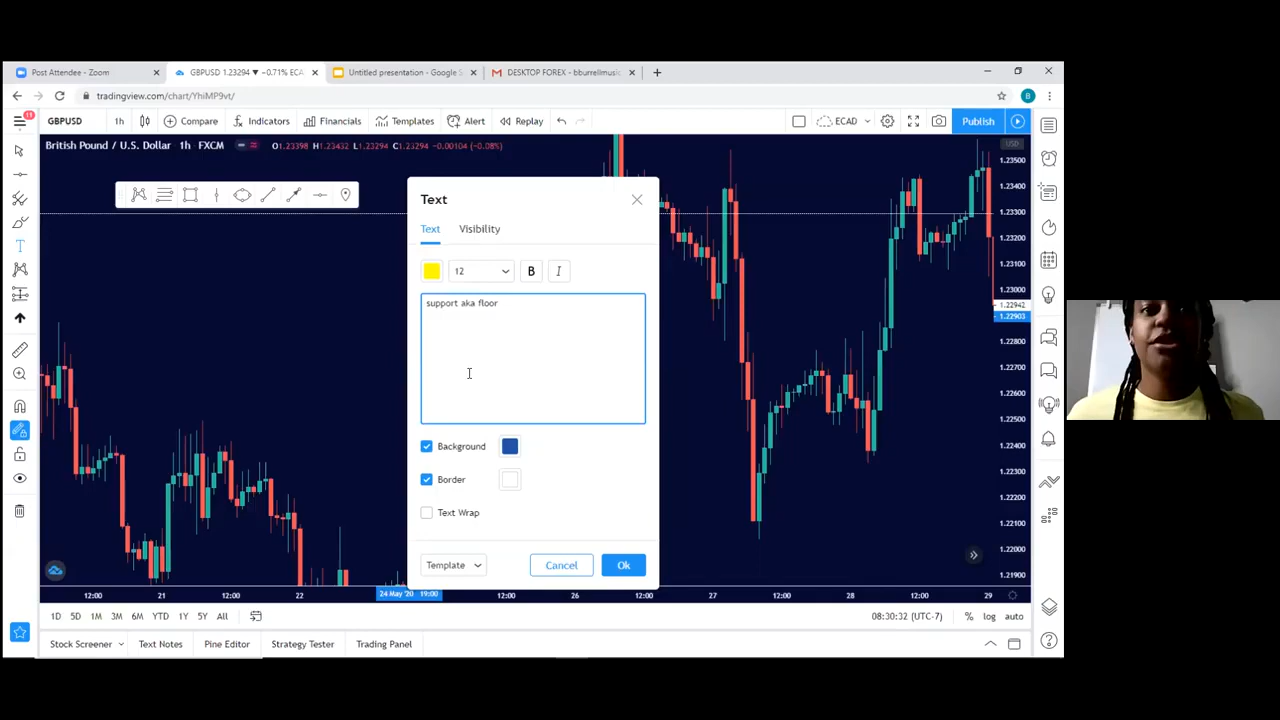 Post Attendee - Zoom
GBPUSD 1.23294 ▼ −0.71% ECA
Untitled presentation - Google S
DESKTOP FOREX - bburrellmusic
tradingview.com/chart/YhiMP9vt/
B
11
GBPUSD
1h
Compare
Indicators
Financials
Templates
Alert
Replay
ECAD
Publish
British Pound / U.S. Dollar · 1h · FXCM
O1.23398 H1.23432 L1.23294 C1.23294 −0.00104 (−0.08%)
USD
Text
Text
Visibility
12
B
I
support aka floor
Background
Border
Text Wrap
Template
Cancel
Ok
1.23500
1.23400
1.23300
1.23200
1.23100
1.23000
1.22942
1.22903
1.22800
1.22700
1.22600
1.22500
1.22400
1.22300
1.22200
1.22100
1.22000
1.21900
12:00
21
12:00
22
24 May '20 19:00
12:00
26
12:00
27
12:00
28
12:00
29
1D
5D
1M
3M
6M
YTD
1Y
5Y
All
08:30:32 (UTC-7)
%
log
auto
Stock Screener
Text Notes
Pine Editor
Strategy Tester
Trading Panel